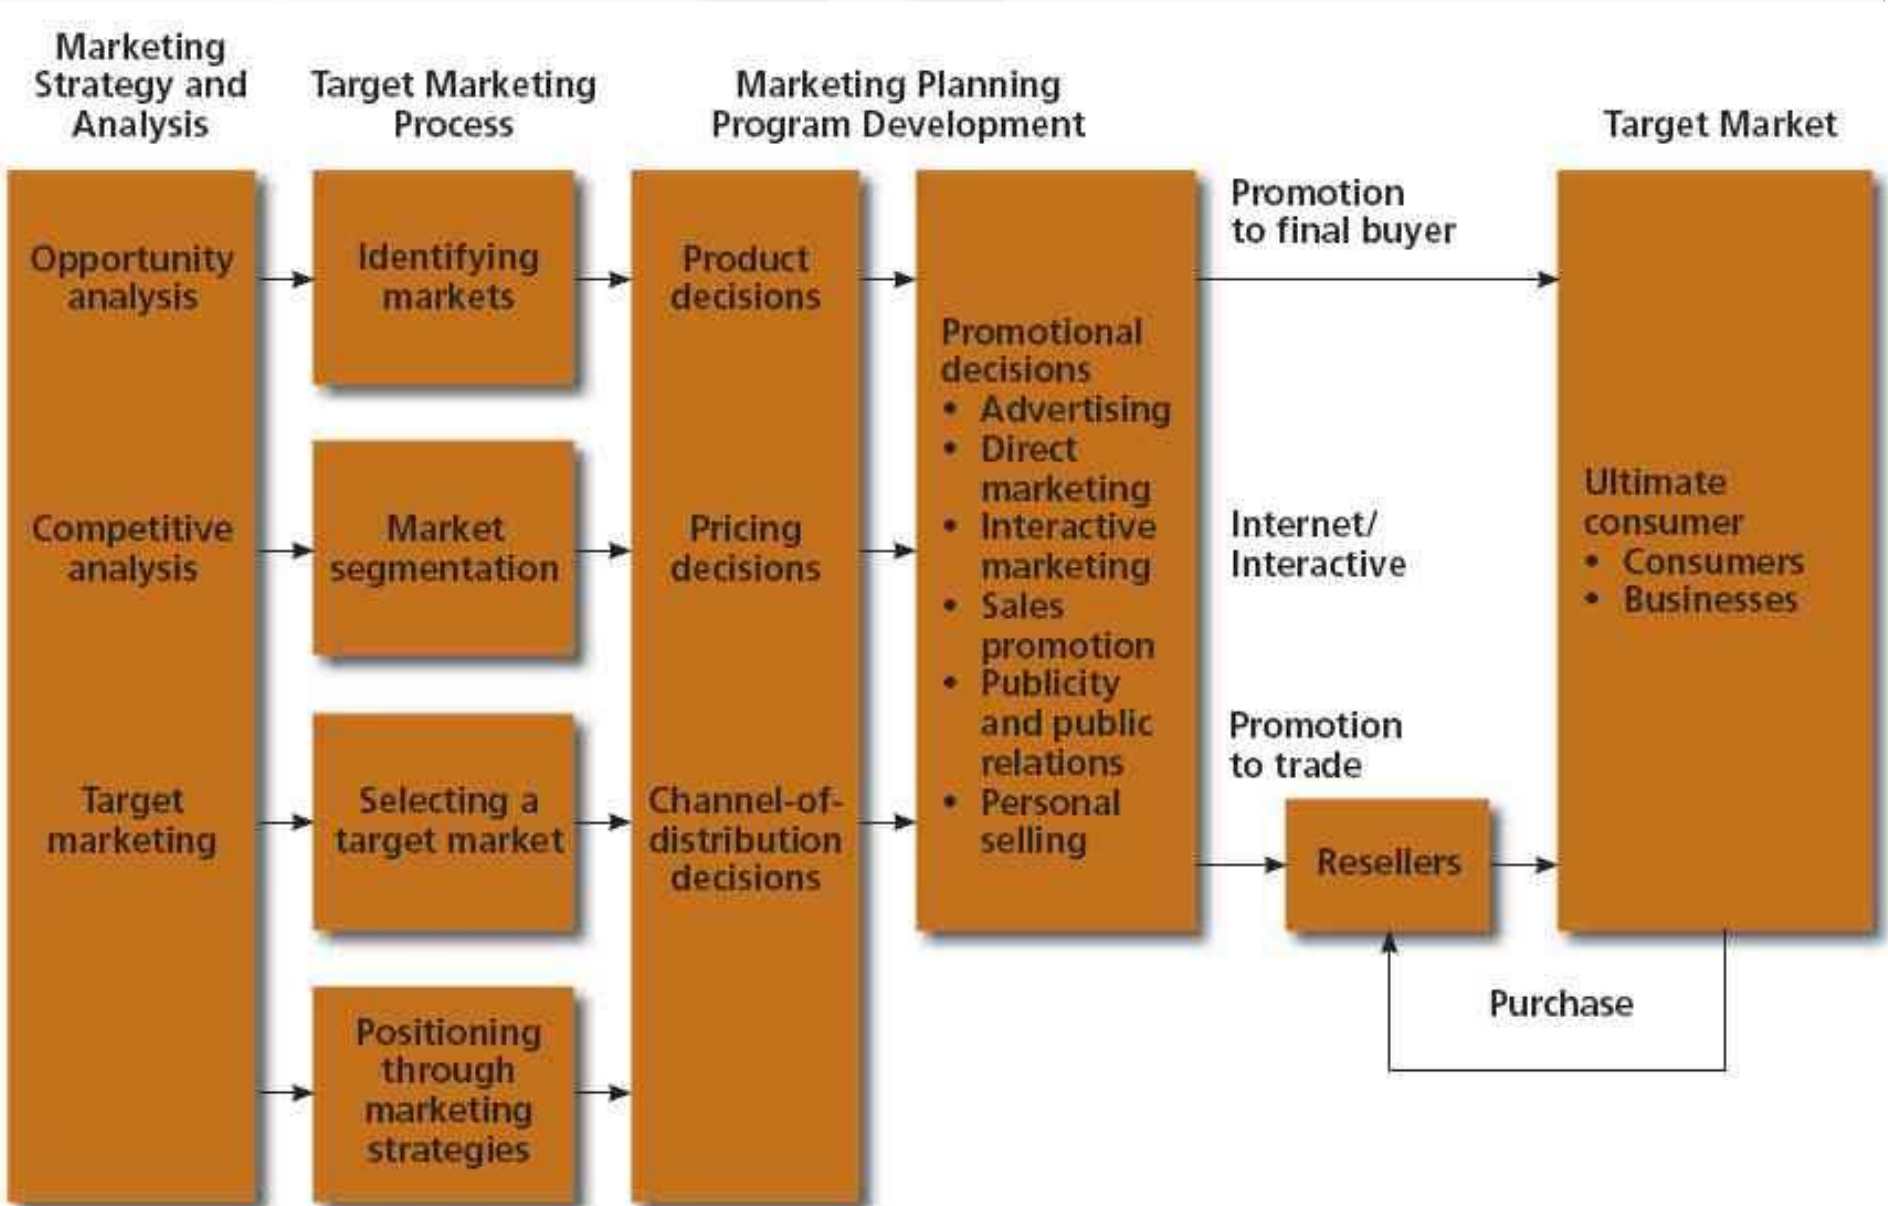 Marketing
Strategy and
Analysis
Target Marketing
Process
Marketing Planning
Program Development
Target Market
Opportunity
analysis
Competitive
analysis
Target
marketing
Identifying
markets
Market
segmentation
Selecting a
target market
Positioning
through
marketing
strategies
Product
decisions
Pricing
decisions
Channel-of-
distribution
decisions
Promotional
decisions
• Advertising
• Direct
marketing
• Interactive
marketing
• Sales
promotion
• Publicity
and public
relations
• Personal
selling
Promotion
to final buyer
Internet/
Interactive
Promotion
to trade
Resellers
Ultimate
consumer
• Consumers
• Businesses
Purchase